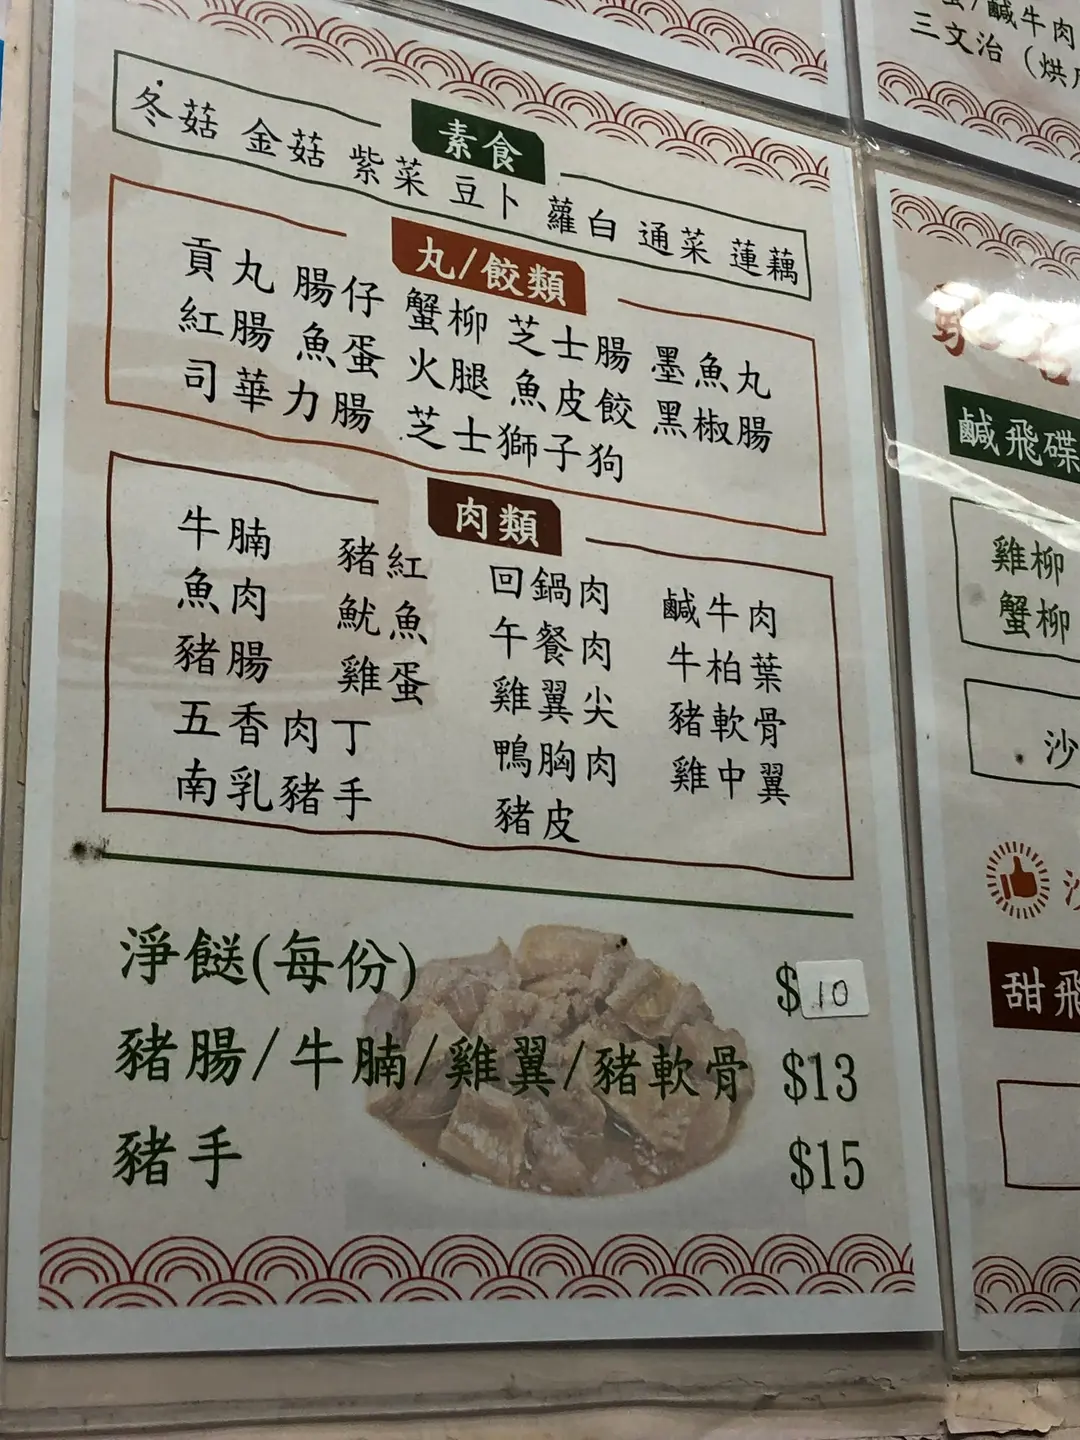 素食
冬菇 金菇 紫菜 豆卜 蘿白 通菜 蓮藕
丸/餃類
貢丸 腸仔 蟹柳 芝士腸 墨魚丸
紅腸 魚蛋 火腿 魚皮餃 黑椒腸
司華力腸 芝士獅子狗
肉類
牛腩 豬紅 回鍋肉 鹹牛肉
魚肉 魷魚 午餐肉 牛柏葉
豬腸 雞蛋 雞翼尖 豬軟骨
五香肉丁 鴨胸肉 雞中翼
南乳豬手 豬皮
淨餸(每份) $10
豬腸/牛腩/雞翼/豬軟骨 $13
豬手 $15
/鹹牛肉
三文治 (烘
鹹飛碟
雞柳
蟹柳
沙
沙
甜飛